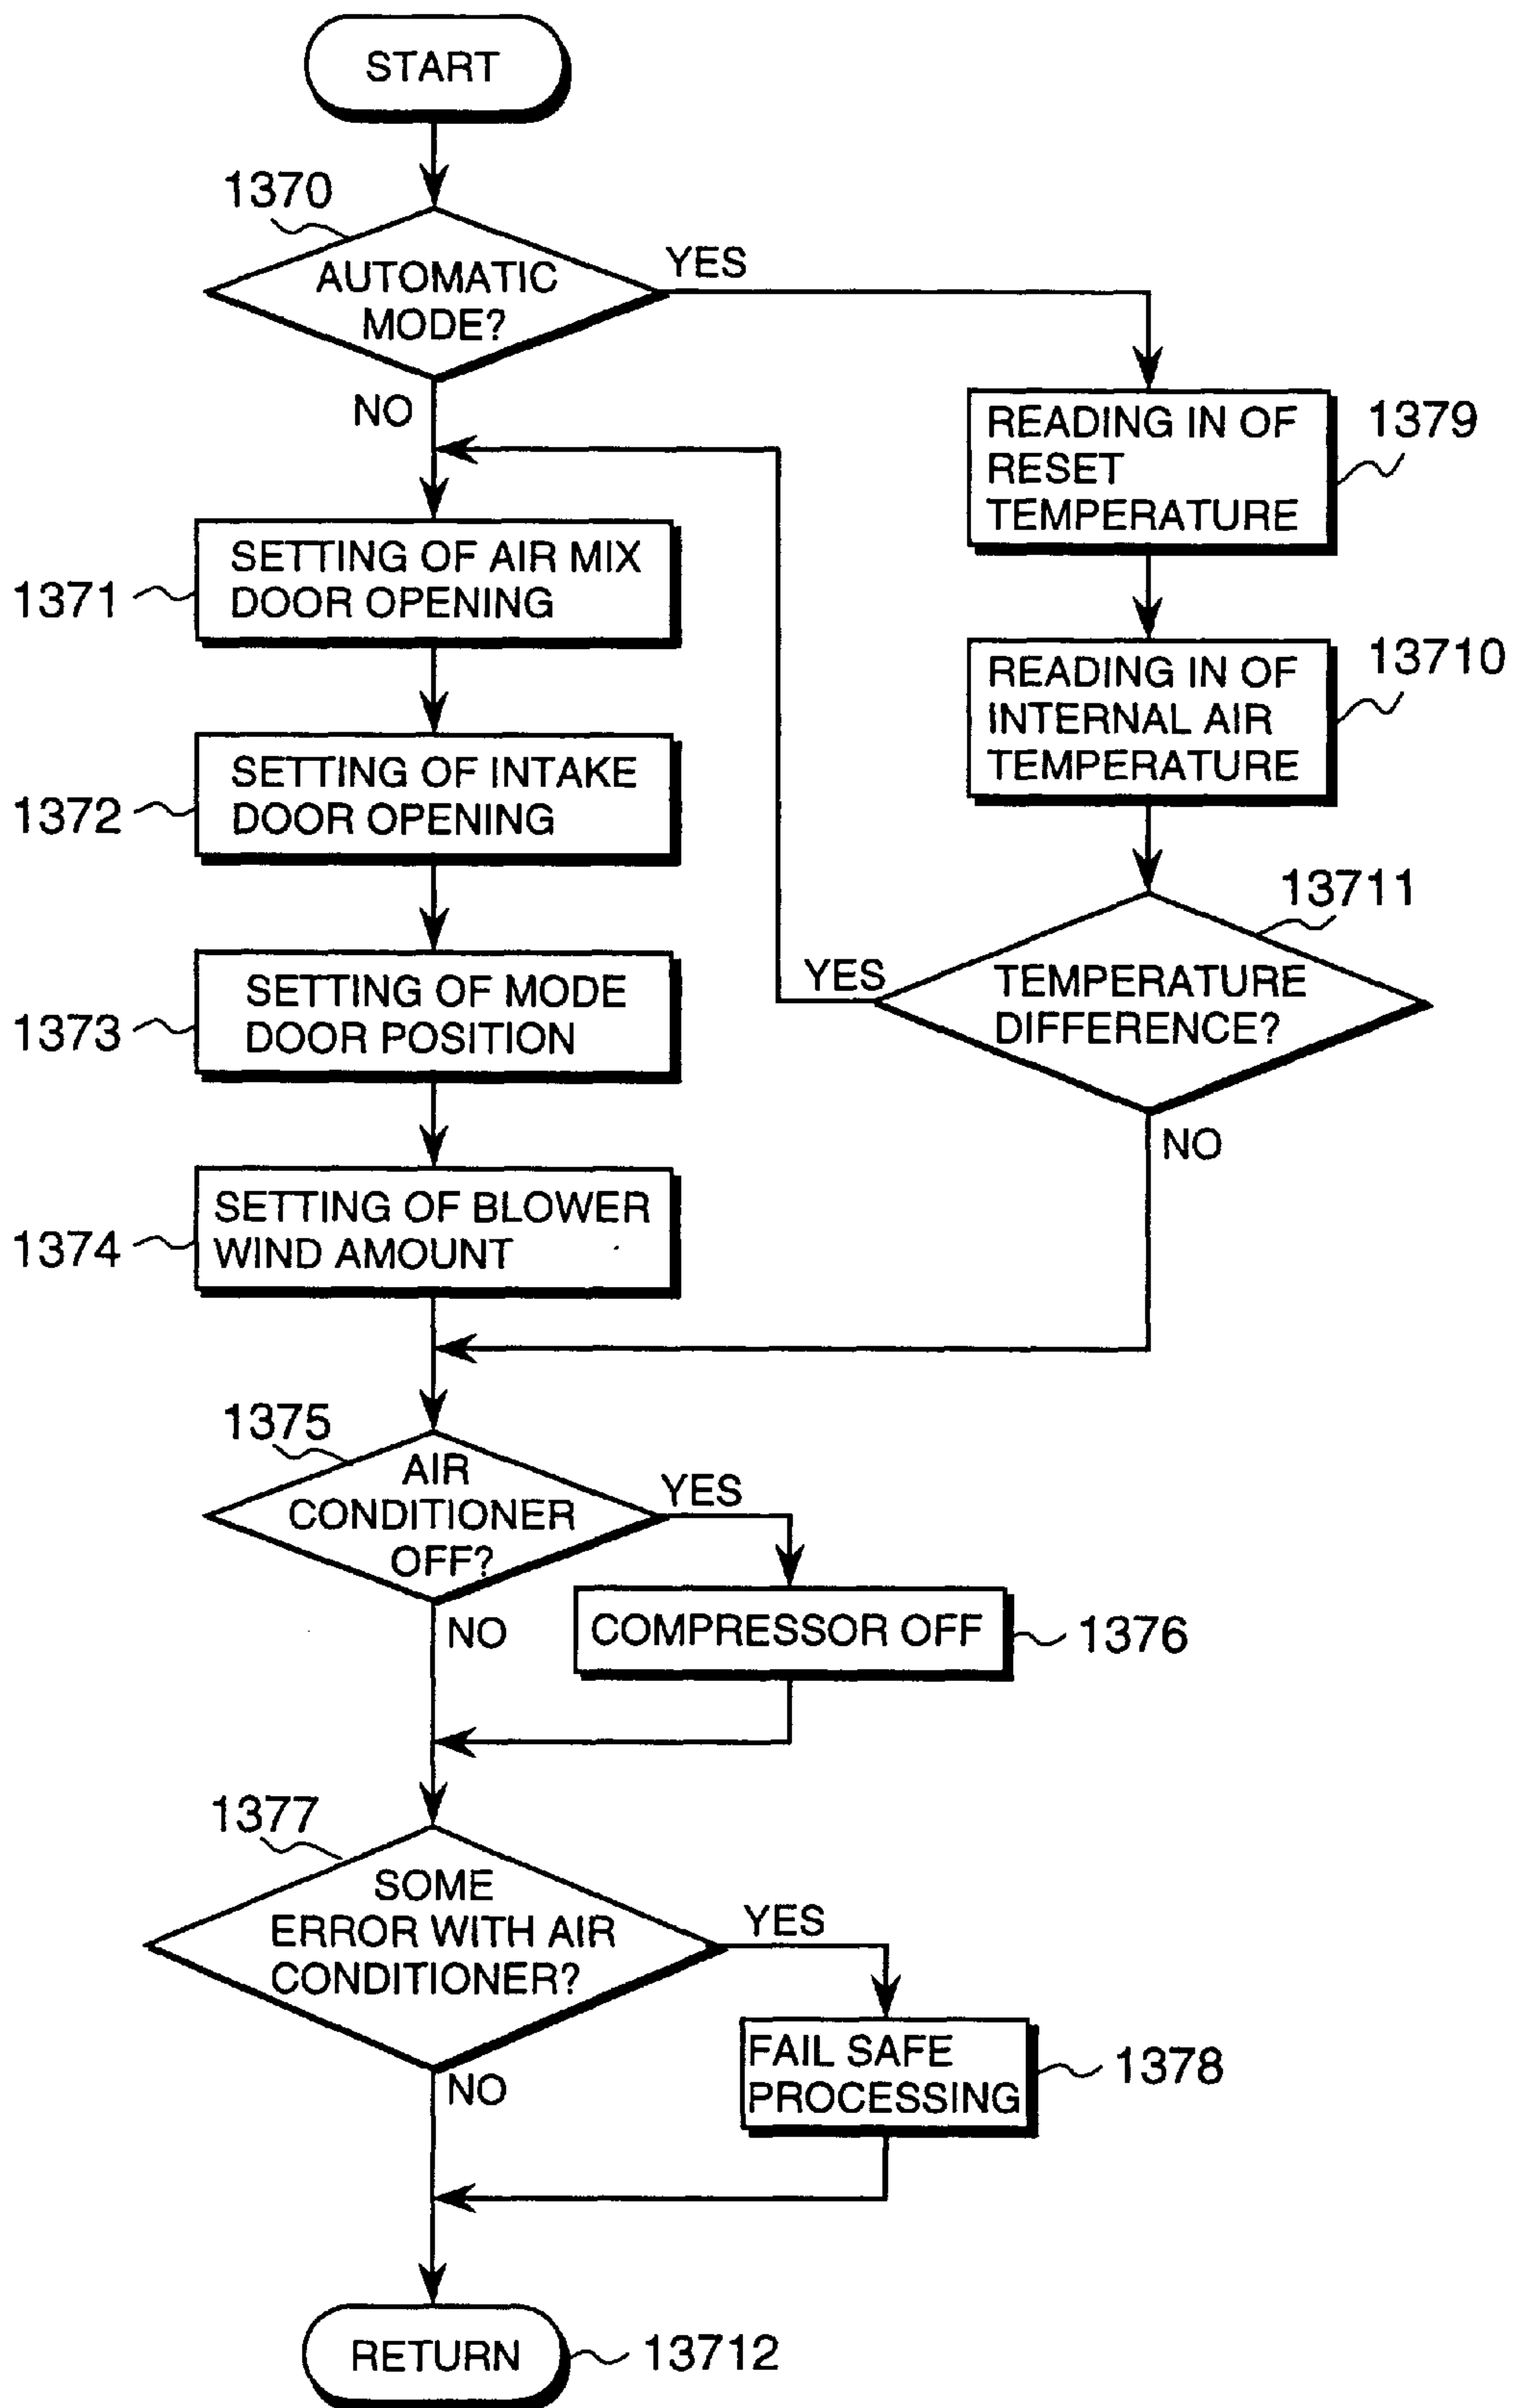 START
1370
AUTOMATIC
MODE?
YES
NO
READING IN OF
RESET
TEMPERATURE
1379
SETTING OF AIR MIX
DOOR OPENING
1371
READING IN OF
INTERNAL AIR
TEMPERATURE
13710
SETTING OF INTAKE
DOOR OPENING
1372
13711
TEMPERATURE
DIFFERENCE?
YES
NO
SETTING OF MODE
DOOR POSITION
1373
SETTING OF BLOWER
WIND AMOUNT
1374
1375
AIR
CONDITIONER
OFF?
YES
NO
COMPRESSOR OFF
1376
1377
SOME
ERROR WITH AIR
CONDITIONER?
YES
NO
FAIL SAFE
PROCESSING
1378
RETURN
13712